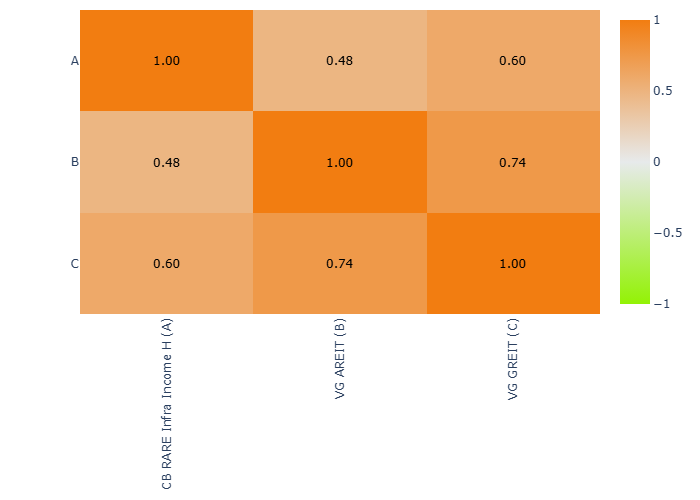 A 1.00 0.48 0.60
B 0.48 1.00 0.74
C 0.60 0.74 1.00
CB RARE Infra Income H (A)
VG AREIT (B)
VG GREIT (C)
1
0.5
0
−0.5
−1